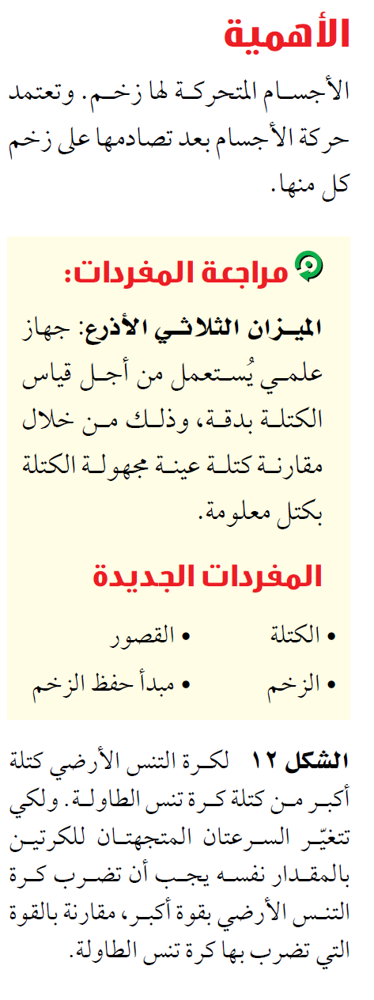 الأهمية
الأجسام المتحركة لها زخم. وتعتمد
حركة الأجسام بعد تصادمها على زخم
كل منها.
مراجعة المفردات:
الميزان الثلاثي الأذرع: جهاز
علمي يُستعمل من أجل قياس
الكتلة بدقة، وذلك من خلال
مقارنة كتلة عينة مجهولة الكتلة
بكتل معلومة.
المفردات الجديدة
• الكتلة • القصور
• الزخم • مبدأ حفظ الزخم
الشكل ١٢ لكرة التنس الأرضي كتلة
أكبر من كتلة كرة تنس الطاولة. ولكي
تتغيّر السرعتان المتجهتان للكرتين
بالمقدار نفسه يجب أن تضرب كرة
التنس الأرضي بقوة أكبر، مقارنة بالقوة
التي تضرب بها كرة تنس الطاولة.